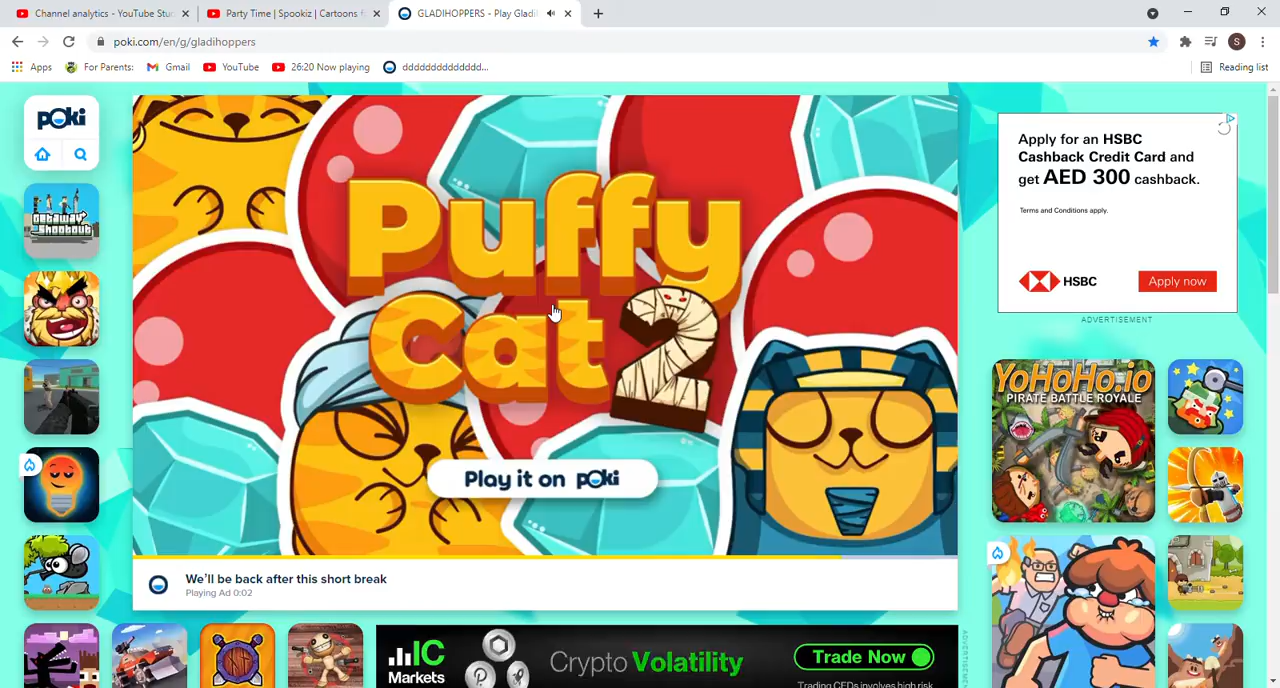 Channel analytics - YouTube Stu
Party Time | Spookiz | Cartoons f
GLADIHOPPERS - Play Gladi
poki.com/en/g/gladihoppers
S
Apps
For Parents:
Gmail
YouTube
26:20 Now playing
dddddddddddddd...
Reading list
poki
Getaway
Shootout
Puffy
Cat 2
Play it on poki
We'll be back after this short break
Playing Ad 0:02
Apply for an HSBC
Cashback Credit Card and
get AED 300 cashback.
Terms and Conditions apply.
HSBC
Apply now
ADVERTISEMENT
YoHoHo.io
PIRATE BATTLE ROYALE
IC
Markets
Crypto Volatility
Trade Now
Trading CFDs involves high risk
ADVERTISEMENT